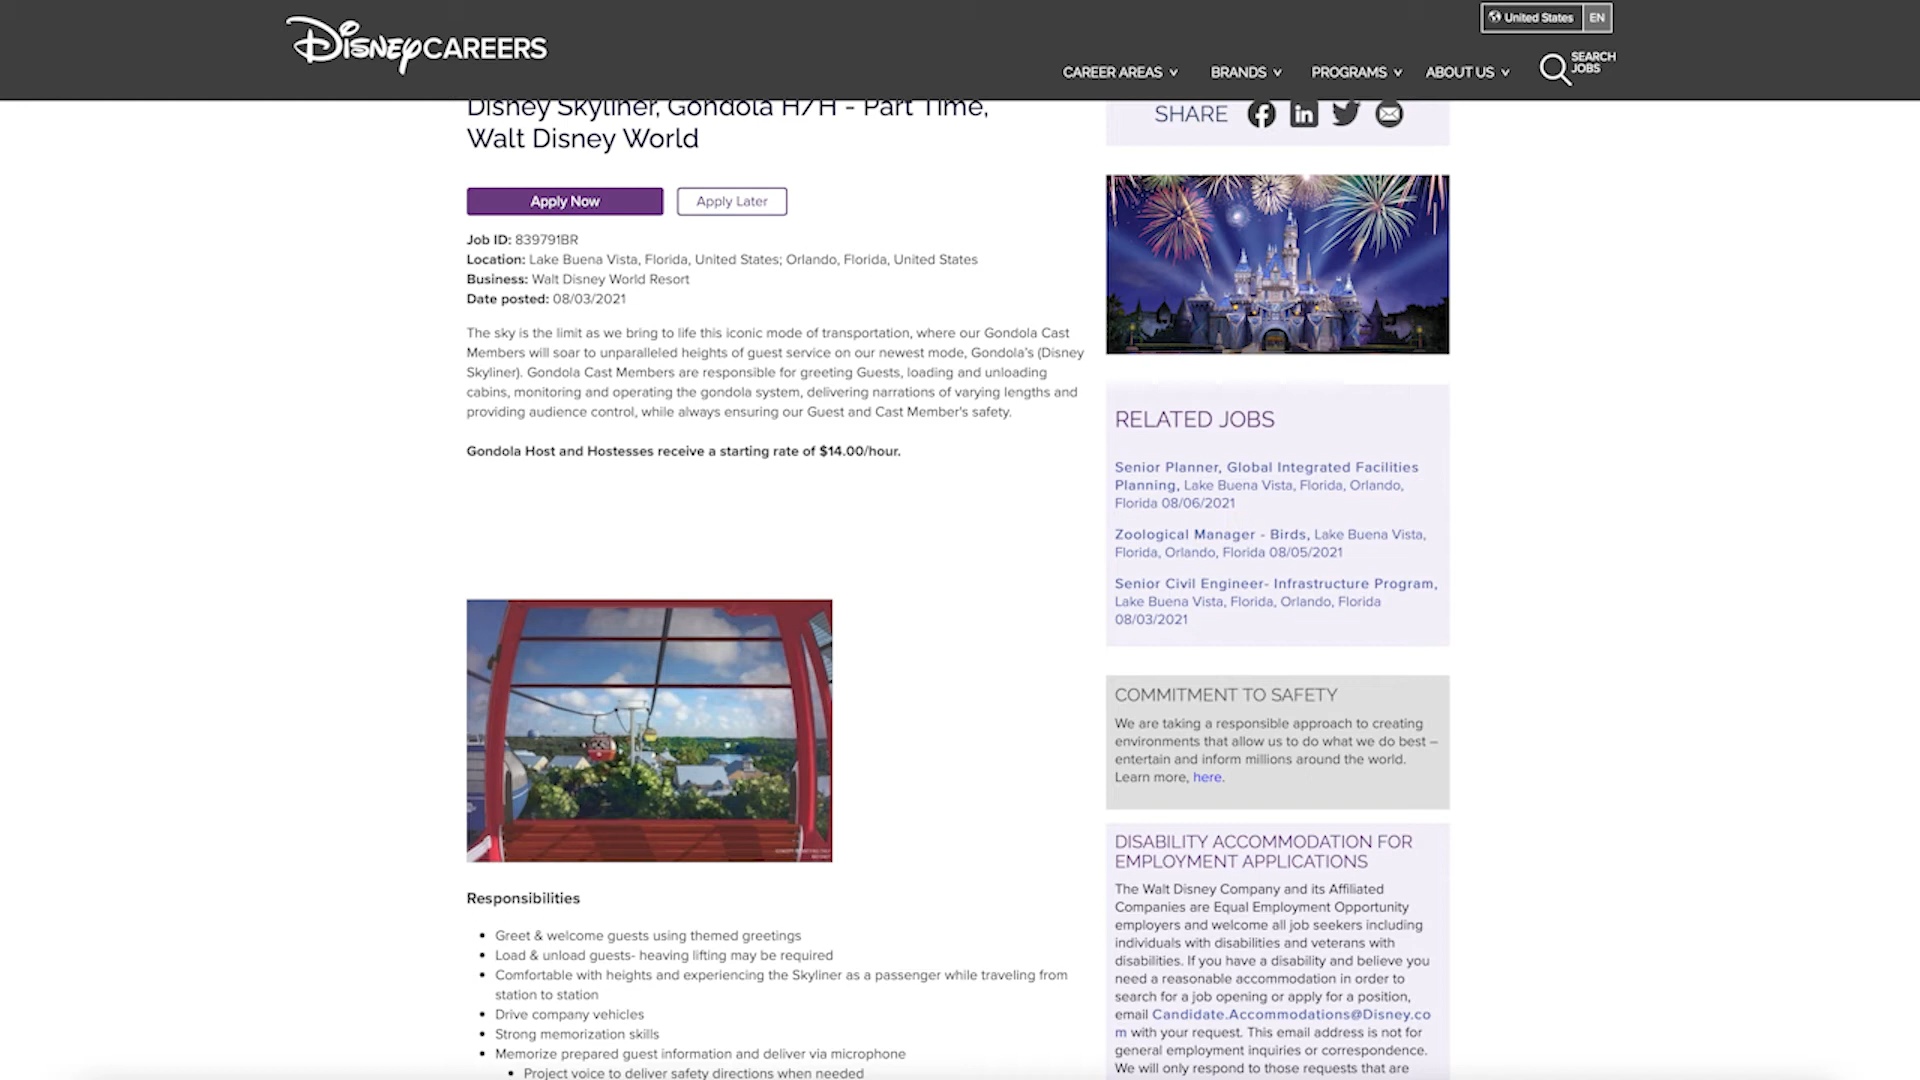 United States EN
Disney CAREERS
CAREER AREAS BRANDS PROGRAMS ABOUT US SEARCH JOBS
Disney Skyliner, Gondola H/H - Part Time,
Walt Disney World
Apply Now Apply Later
Job ID: 839791BR
Location: Lake Buena Vista, Florida, United States; Orlando, Florida, United States
Business: Walt Disney World Resort
Date posted: 08/03/2021
The sky is the limit as we bring to life this iconic mode of transportation, where our Gondola Cast
Members will soar to unparalleled heights of guest service on our newest mode, Gondola's (Disney
Skyliner). Gondola Cast Members are responsible for greeting Guests, loading and unloading
cabins, monitoring and operating the gondola system, delivering narrations of varying lengths and
providing audience control, while always ensuring our Guest and Cast Member's safety.
Gondola Host and Hostesses receive a starting rate of $14.00/hour.
Responsibilities
• Greet & welcome guests using themed greetings
• Load & unload guests- heaving lifting may be required
• Comfortable with heights and experiencing the Skyliner as a passenger while traveling from
station to station
• Drive company vehicles
• Strong memorization skills
• Memorize prepared guest information and deliver via microphone
• Project voice to deliver safety directions when needed
SHARE
RELATED JOBS
Senior Planner, Global Integrated Facilities
Planning, Lake Buena Vista, Florida, Orlando,
Florida 08/06/2021
Zoological Manager - Birds, Lake Buena Vista,
Florida, Orlando, Florida 08/05/2021
Senior Civil Engineer- Infrastructure Program,
Lake Buena Vista, Florida, Orlando, Florida
08/03/2021
COMMITMENT TO SAFETY
We are taking a responsible approach to creating
environments that allow us to do what we do best –
entertain and inform millions around the world.
Learn more, here.
DISABILITY ACCOMMODATION FOR
EMPLOYMENT APPLICATIONS
The Walt Disney Company and its Affiliated
Companies are Equal Employment Opportunity
employers and welcome all job seekers including
individuals with disabilities and veterans with
disabilities. If you have a disability and believe you
need a reasonable accommodation in order to
search for a job opening or apply for a position,
email Candidate.Accommodations@Disney.co
m with your request. This email address is not for
general employment inquiries or correspondence.
We will only respond to those requests that are